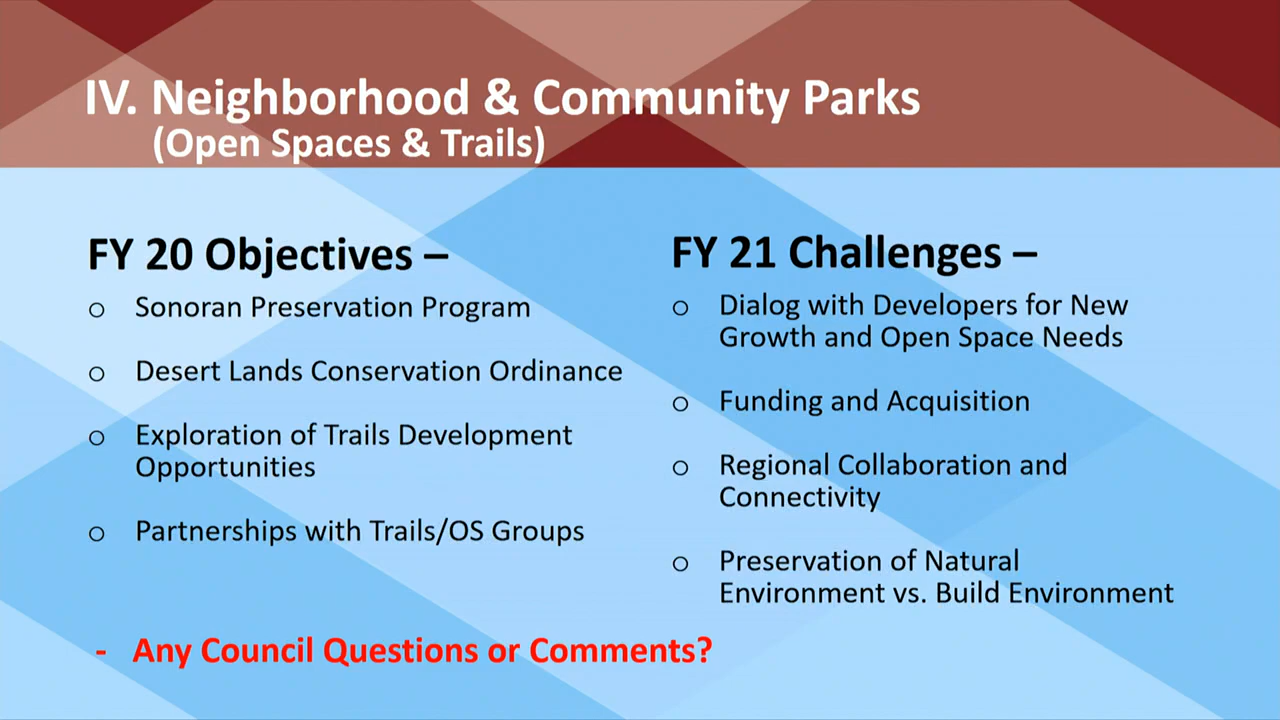 IV. Neighborhood & Community Parks
(Open Spaces & Trails)
FY 20 Objectives –
o Sonoran Preservation Program
o Desert Lands Conservation Ordinance
o Exploration of Trails Development
Opportunities
o Partnerships with Trails/OS Groups
FY 21 Challenges –
o Dialog with Developers for New
Growth and Open Space Needs
o Funding and Acquisition
o Regional Collaboration and
Connectivity
o Preservation of Natural
Environment vs. Build Environment
- Any Council Questions or Comments?